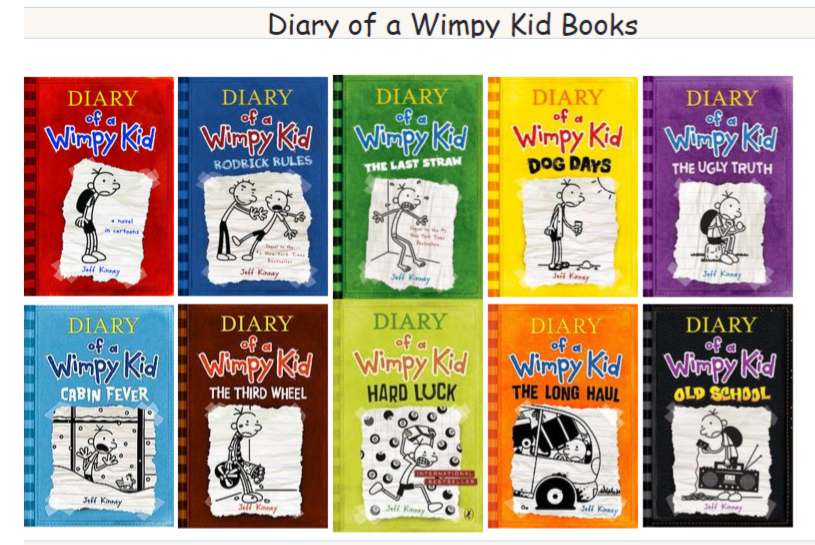 Diary of a Wimpy Kid Books
DIARY
of a
Wimpy Kid
a novel
in cartoons
Jeff Kinney
DIARY
of a
Wimpy Kid
RODRICK RULES
Sequel to the
#1 New York Times
Bestseller
Jeff Kinney
DIARY
of a
Wimpy Kid
THE LAST STRAW
Sequel to the #1
New York Times
Bestsellers
Jeff Kinney
DIARY
of a
Wimpy Kid
DOG DAYS
Jeff Kinney
DIARY
of a
Wimpy Kid
THE UGLY TRUTH
Jeff Kinney
DIARY
of a
Wimpy Kid
CABIN FEVER
Jeff Kinney
DIARY
of a
Wimpy Kid
THE THIRD WHEEL
Jeff Kinney
DIARY
of a
Wimpy Kid
HARD LUCK
INTERNATIONAL
BESTSELLER
Jeff Kinney
DIARY
of a
Wimpy Kid
THE LONG HAUL
Jeff Kinney
DIARY
of a
Wimpy Kid
OLD SCHOOL
Jeff Kinney